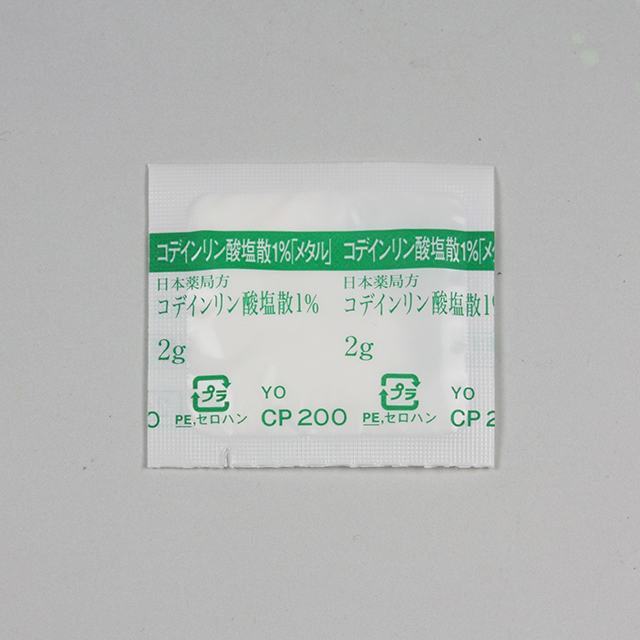 コデインリン酸塩散1%「メタル」 コデインリン酸塩散1%「メタ
日本薬局方 日本薬局方
コデインリン酸塩散1% コデインリン酸塩散1%
2g 2g
プラ YO プラ YO
0 PE,セロハン CP 200 PE,セロハン CP 2